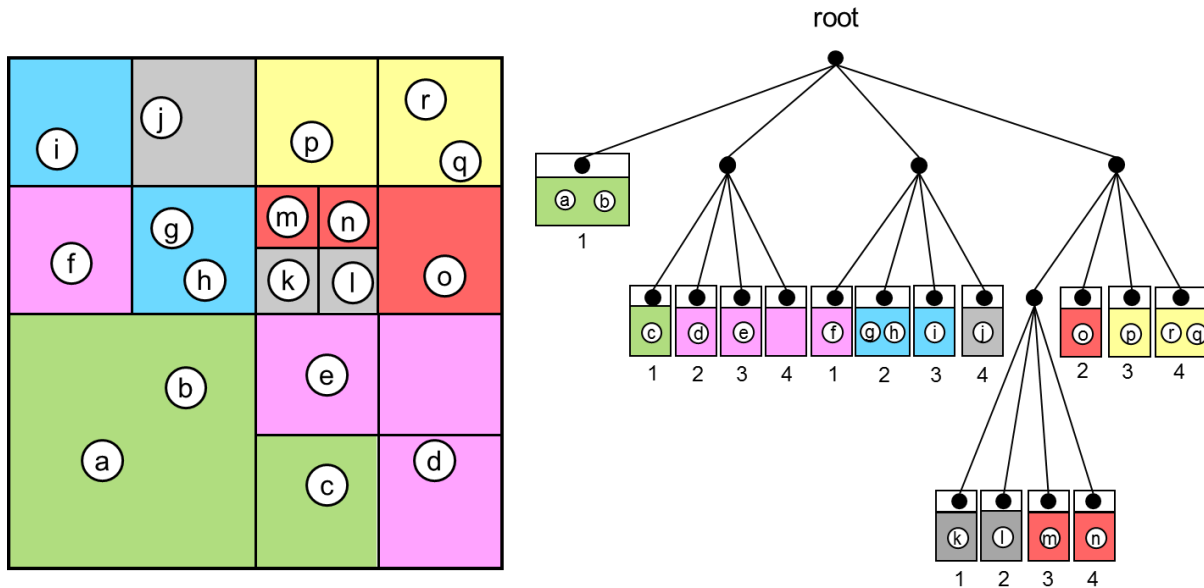 root
i j p r q
f g h m n k l o
b e
a c d
a b
1
c d e f g h i j o p r q
1 2 3 4 1 2 3 4 2 3 4
k l m n
1 2 3 4